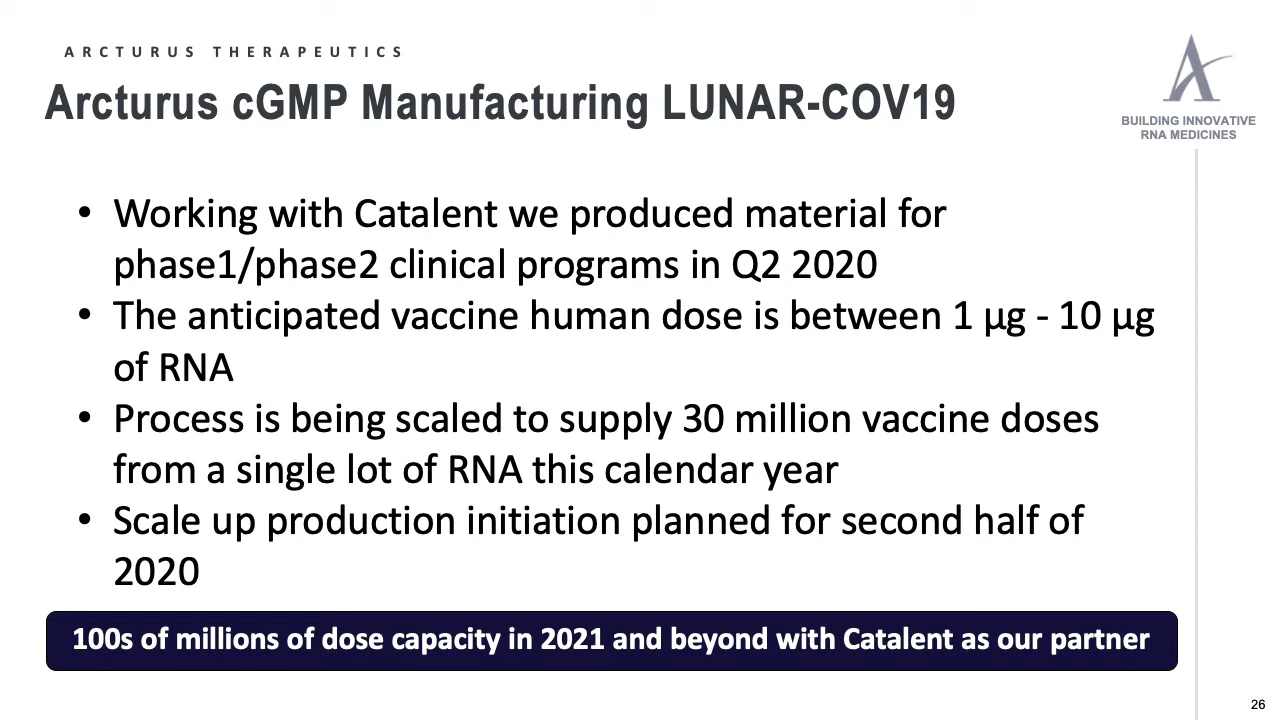 ARCTURUS THERAPEUTICS
Arcturus cGMP Manufacturing LUNAR-COV19
BUILDING INNOVATIVE
RNA MEDICINES
• Working with Catalent we produced material for
phase1/phase2 clinical programs in Q2 2020
• The anticipated vaccine human dose is between 1 µg - 10 µg
of RNA
• Process is being scaled to supply 30 million vaccine doses
from a single lot of RNA this calendar year
• Scale up production initiation planned for second half of
2020
100s of millions of dose capacity in 2021 and beyond with Catalent as our partner
26